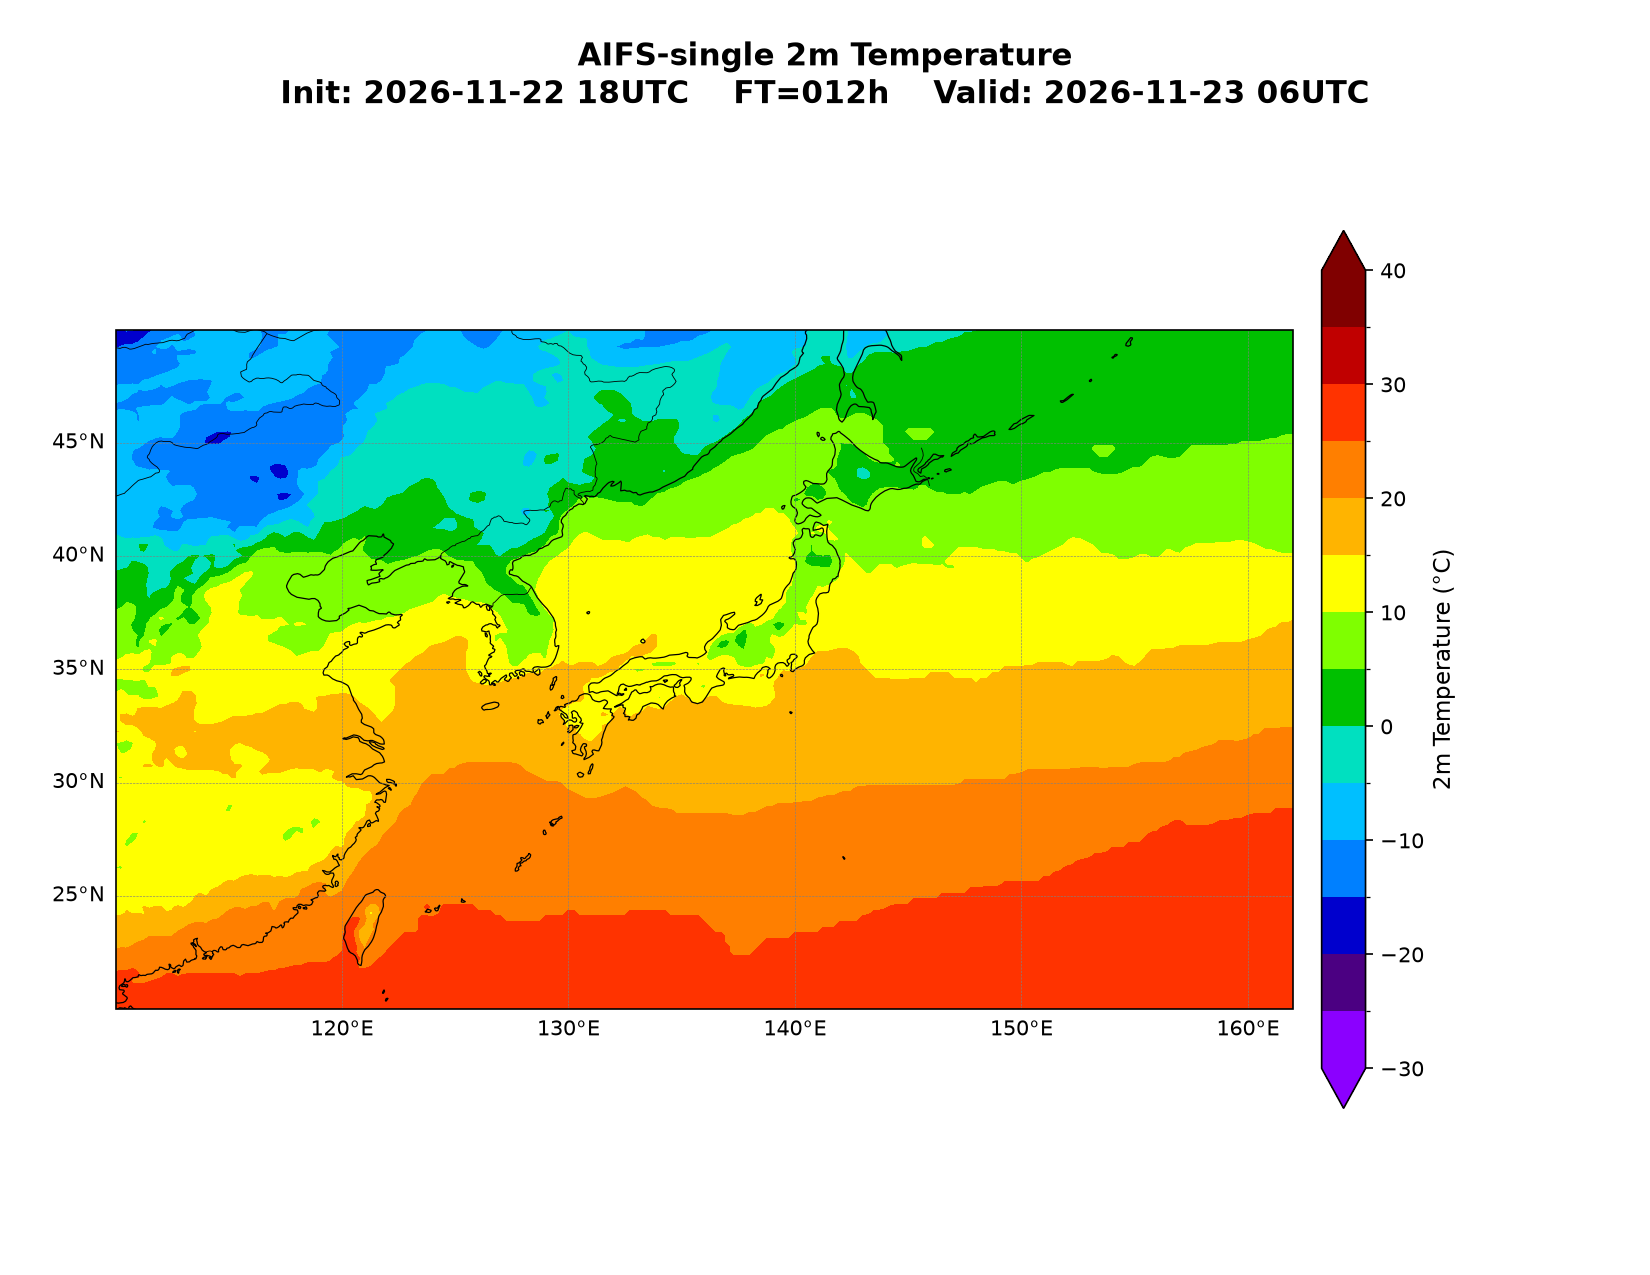 AIFS-single 2m Temperature
Init: 2026-11-22 18UTC    FT=012h    Valid: 2026-11-23 06UTC
45°N
40°N
35°N
30°N
25°N
120°E
130°E
140°E
150°E
160°E
40
30
20
10
0
−10
−20
−30
2m Temperature (°C)